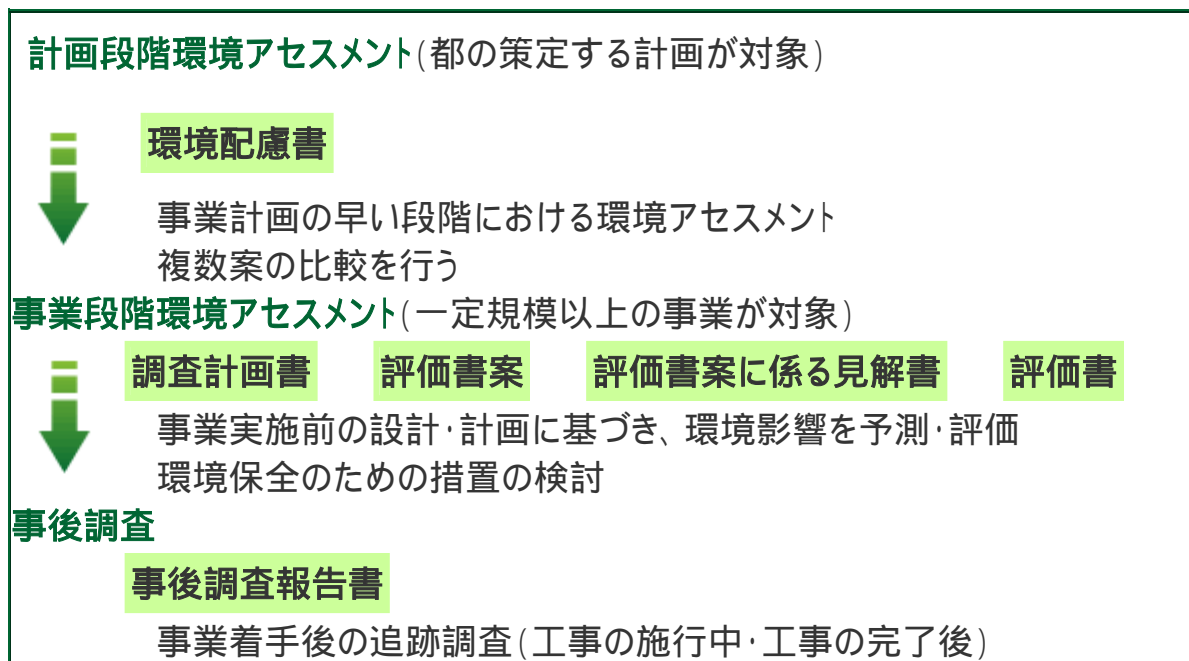 計画段階環境アセスメント(都の策定する計画が対象)
環境配慮書
事業計画の早い段階における環境アセスメント
複数案の比較を行う
事業段階環境アセスメント(一定規模以上の事業が対象)
調査計画書 評価書案 評価書案に係る見解書 評価書
事業実施前の設計・計画に基づき、環境影響を予測・評価
環境保全のための措置の検討
事後調査
事後調査報告書
事業着手後の追跡調査(工事の施行中・工事の完了後)